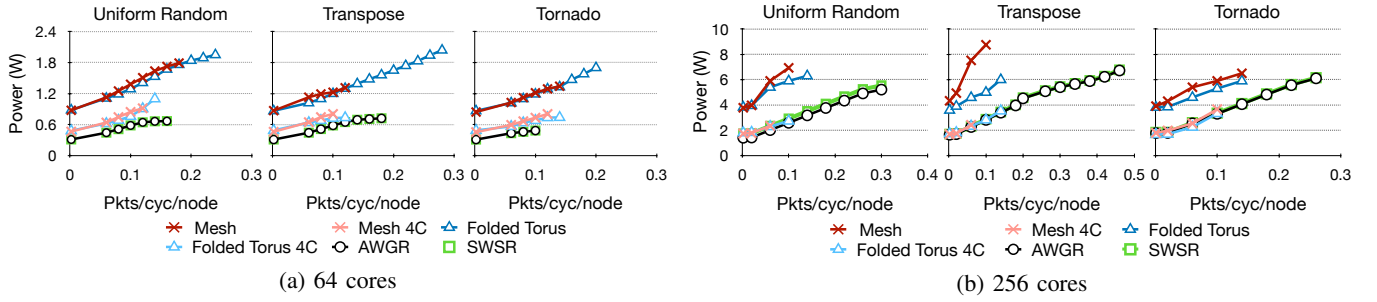 Uniform Random Transpose Tornado
2.4
1.8
1.2
0.6
0
Power (W)
0 0.1 0.2 0.3 0 0.1 0.2 0.3 0 0.1 0.2 0.3
Pkts/cyc/node Pkts/cyc/node Pkts/cyc/node
Mesh Mesh 4C Folded Torus
Folded Torus 4C AWGR SWSR
(a) 64 cores
Uniform Random Transpose Tornado
10
8
6
4
2
0
Power (W)
0 0.1 0.2 0.3 0.4 0 0.1 0.2 0.3 0.4 0.5 0 0.1 0.2 0.3
Pkts/cyc/node Pkts/cyc/node Pkts/cyc/node
Mesh Mesh 4C Folded Torus
Folded Torus 4C AWGR SWSR
(b) 256 cores